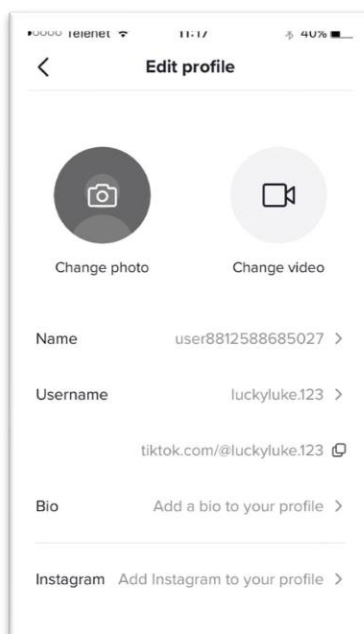 Telenet 11:17 40%
Edit profile
Change photo Change video
Name user8812588685027
Username luckyluke.123
tiktok.com/@luckyluke.123
Bio Add a bio to your profile
Instagram Add Instagram to your profile